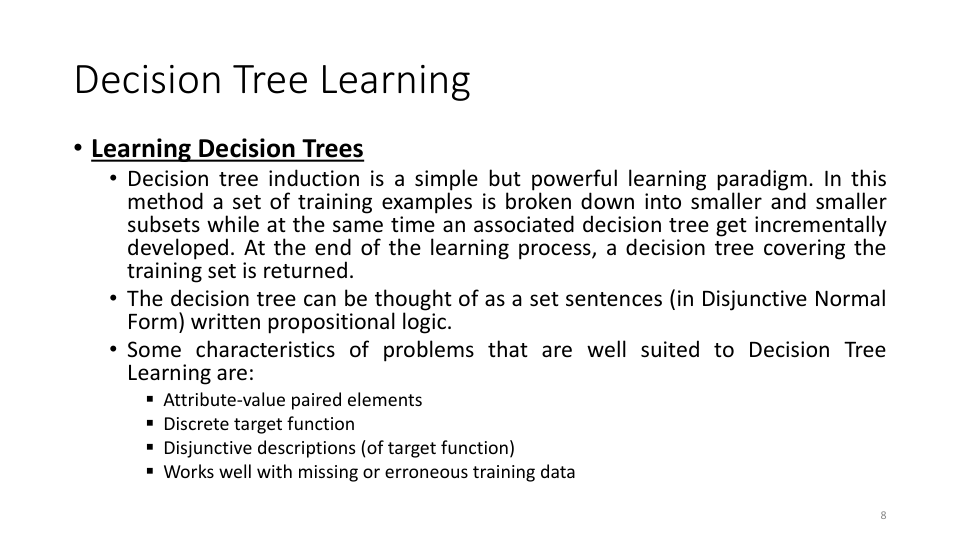 Decision Tree Learning
• Learning Decision Trees
• Decision tree induction is a simple but powerful learning paradigm. In this
method a set of training examples is broken down into smaller and smaller
subsets while at the same time an associated decision tree get incrementally
developed. At the end of the learning process, a decision tree covering the
training set is returned.
• The decision tree can be thought of as a set sentences (in Disjunctive Normal
Form) written propositional logic.
• Some characteristics of problems that are well suited to Decision Tree
Learning are:
▪ Attribute-value paired elements
▪ Discrete target function
▪ Disjunctive descriptions (of target function)
▪ Works well with missing or erroneous training data
8